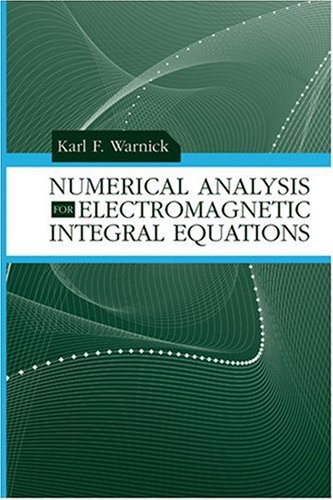 Karl F. Warnick
NUMERICAL ANALYSIS
FOR ELECTROMAGNETIC
INTEGRAL EQUATIONS